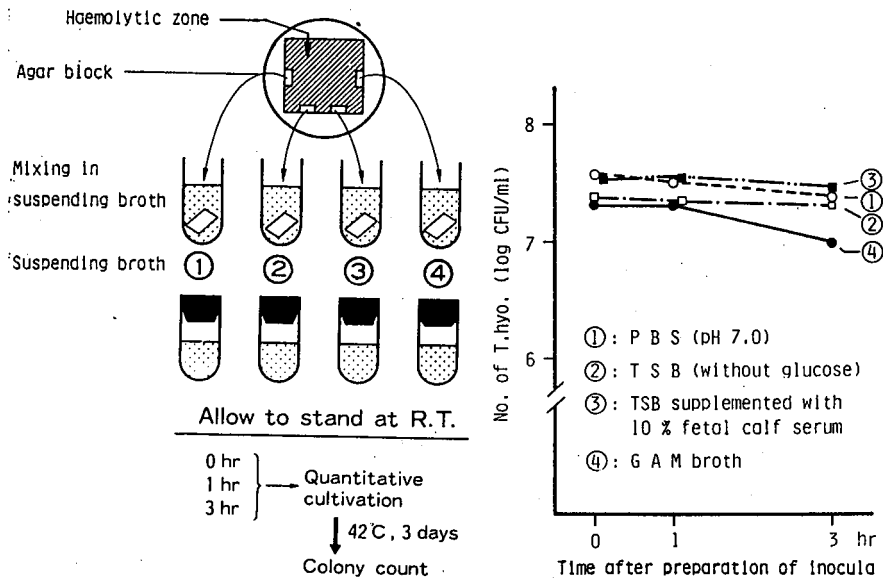 Haemolytic zone
Agar block
Mixing in
suspending broth
Suspending broth
① ② ③ ④
Allow to stand at R.T.
0 hr
1 hr
3 hr
Quantitative
cultivation
42°C, 3 days
Colony count
No. of T.hyo. (log CFU/ml)
8
7
6
③
①
②
④
①: P B S (pH 7.0)
②: T S B (without glucose)
③: TSB supplemented with
10 % fetal calf serum
④: G A M broth
0 1 3 hr
Time after preparation of inocula